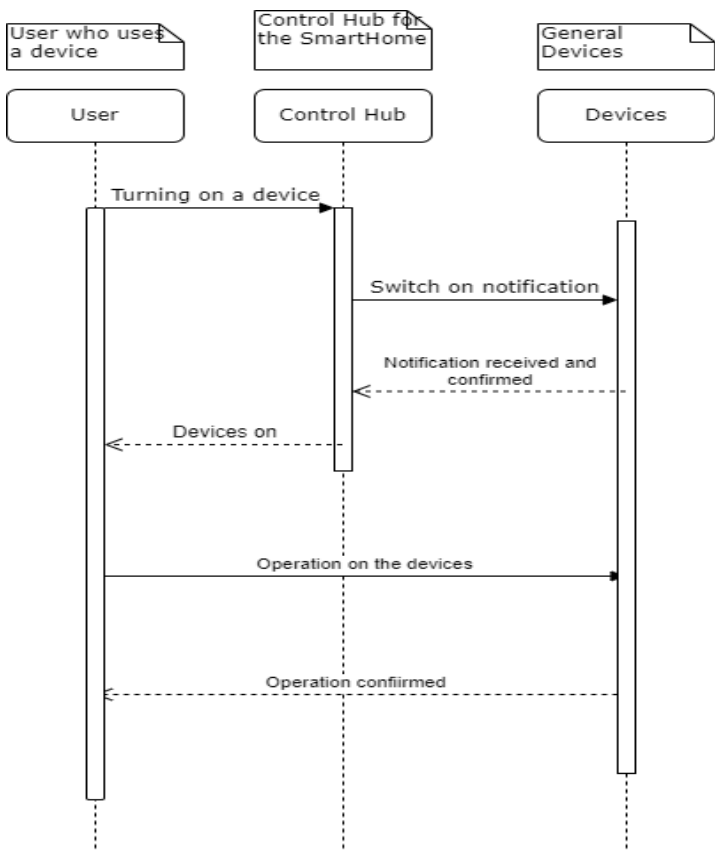 User who uses
a device
Control Hub for
the SmartHome
General
Devices
User
Control Hub
Devices
Turning on a device
Switch on notification
Notification received and
confirmed
Devices on
Operation on the devices
Operation confiirmed